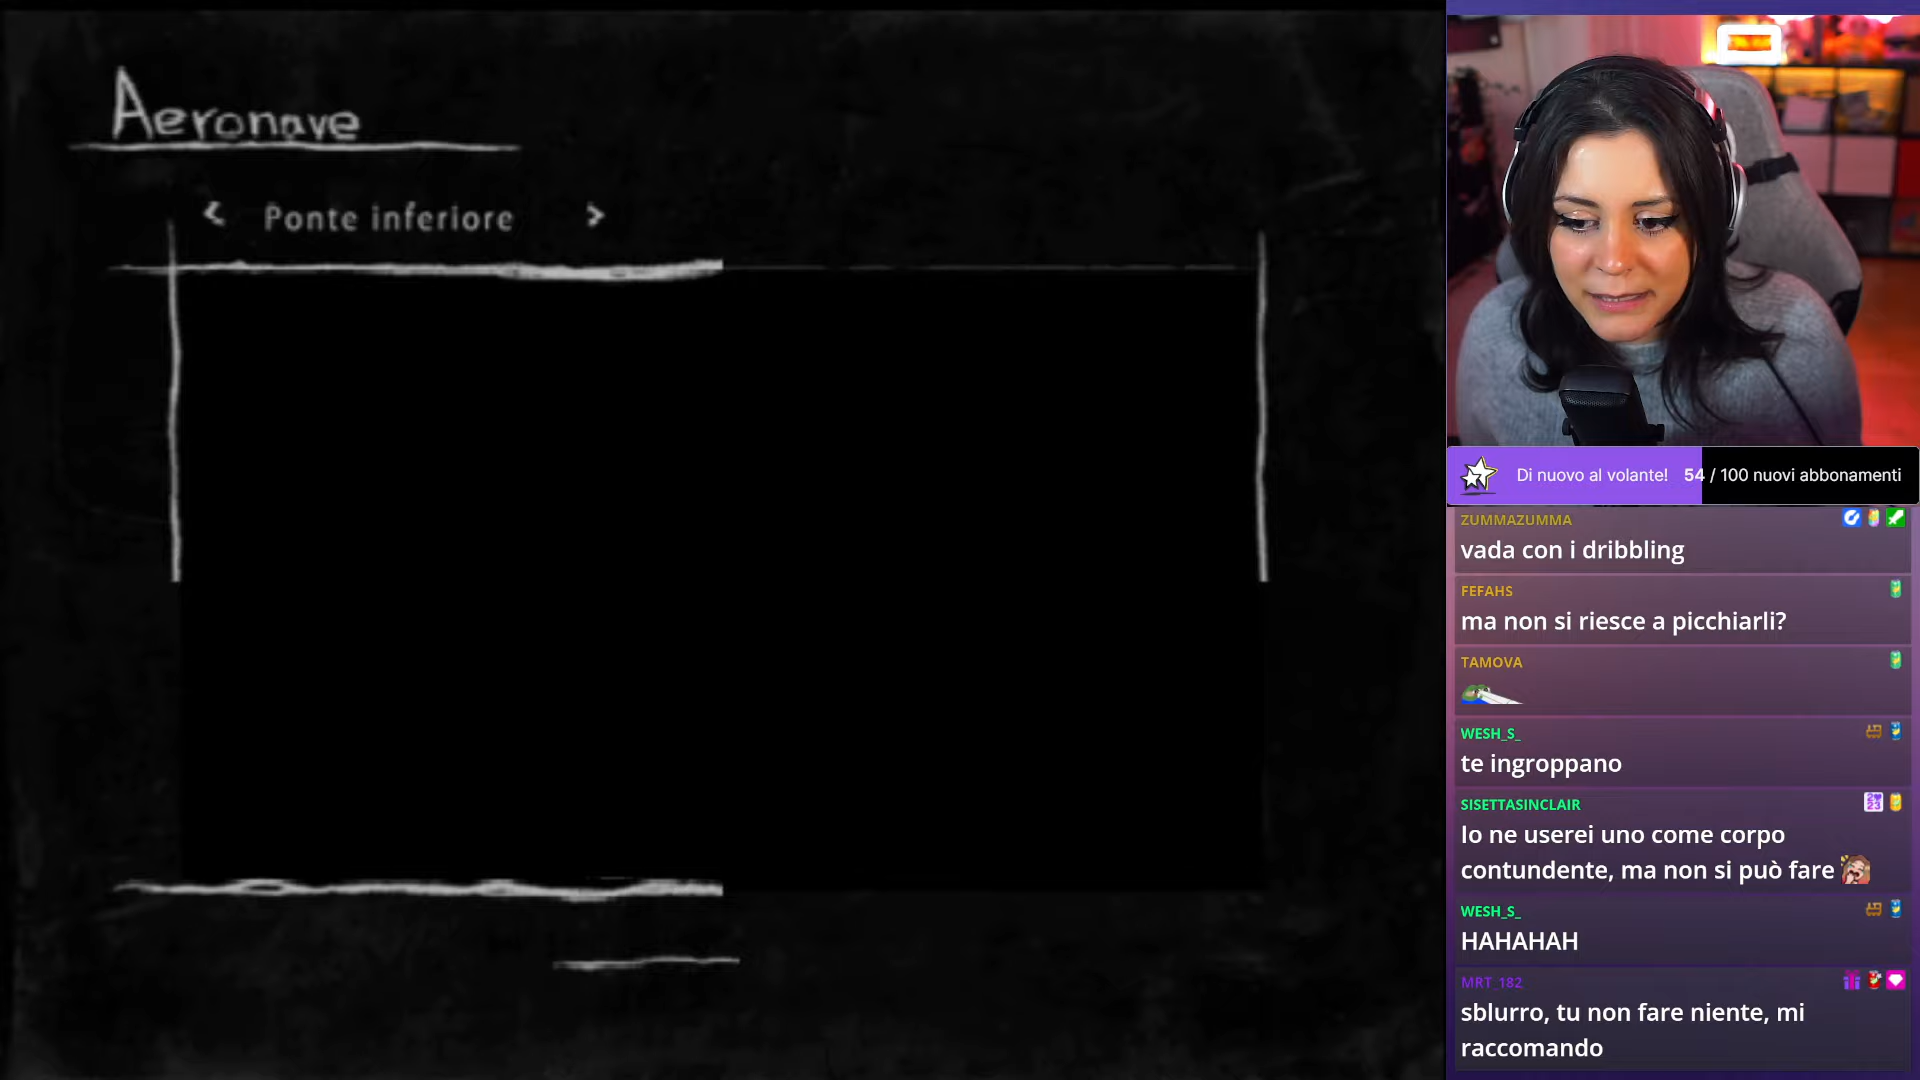 Aeronave
< Ponte inferiore >
Di nuovo al volante! 54 / 100 nuovi abbonamenti
ZUMMAZUMMA
vada con i dribbling
FEFAHS
ma non si riesce a picchiarli?
TAMOVA
WESH_S_
te ingroppano
SISETTASINCLAIR
Io ne userei uno come corpo
contundente, ma non si può fare
WESH_S_
HAHAHAH
MRT_182
sblurro, tu non fare niente, mi
raccomando